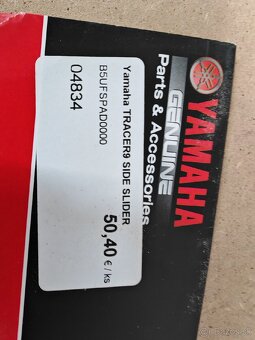 YAMAHA
GENUINE
Parts & Accessories
Yamaha TRACER9 SIDE SLIDER
B5UFSPAD0000
50,40 € / ks
04834